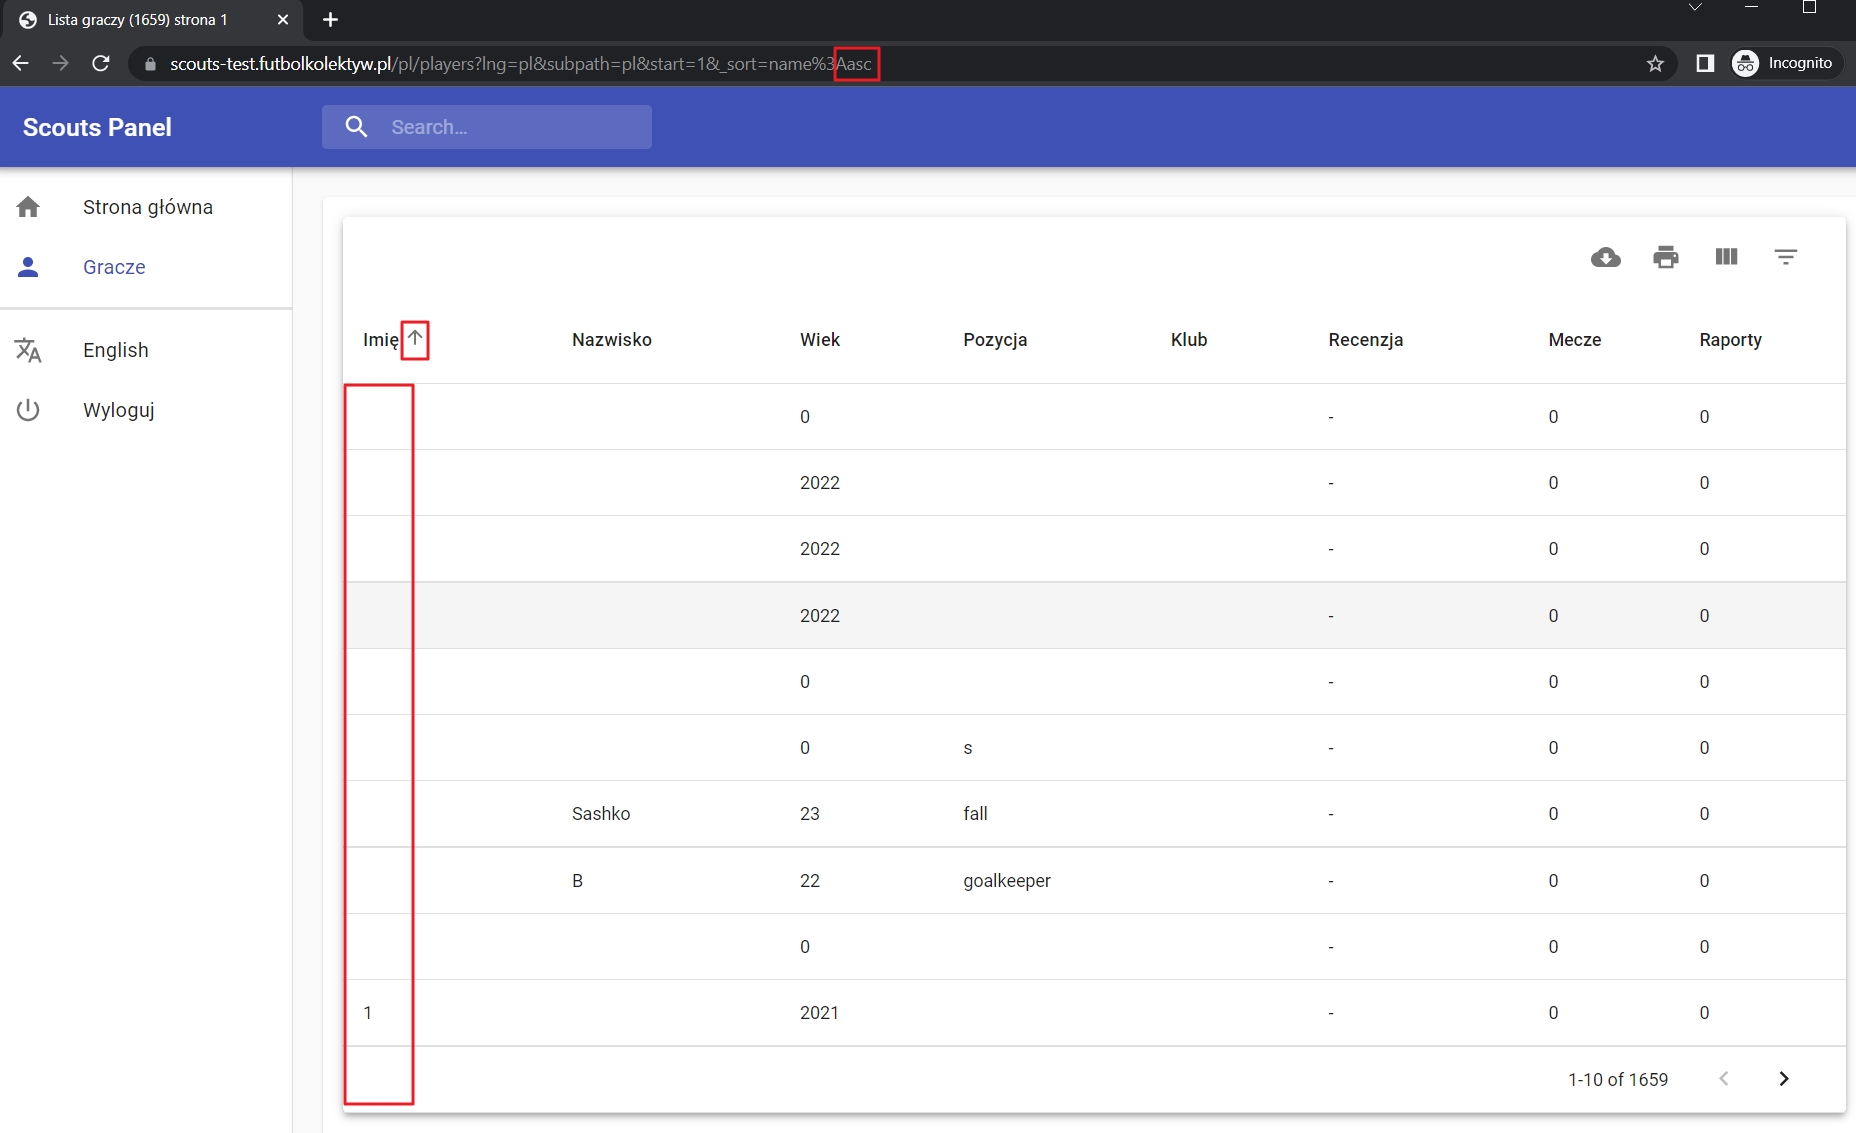 Lista graczy (1659) strona 1
scouts-test.futbolkolektyw.pl/pl/players?lng=pl&subpath=pl&start=1&_sort=name%3Aasc
Incognito
Scouts Panel
Search…
Strona główna
Gracze
English
Wyloguj
Imię Nazwisko Wiek Pozycja Klub Recenzja Mecze Raporty
0 - 0 0
2022 - 0 0
2022 - 0 0
2022 - 0 0
0 - 0 0
0 s - 0 0
Sashko 23 fall - 0 0
B 22 goalkeeper - 0 0
0 - 0 0
1 2021 - 0 0
1-10 of 1659